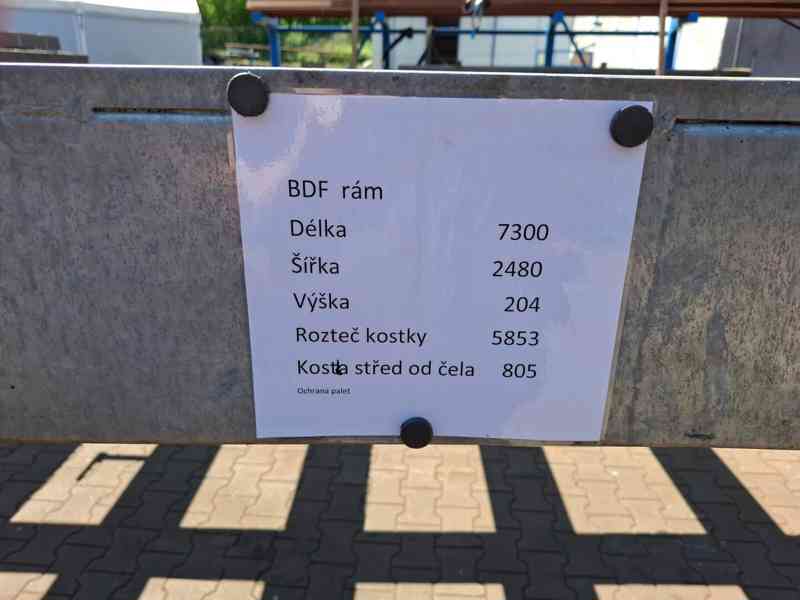 BDF rám
Délka 7300
Šířka 2480
Výška 204
Rozteč kostky 5853
Kostka střed od čela 805
Ochrana palet